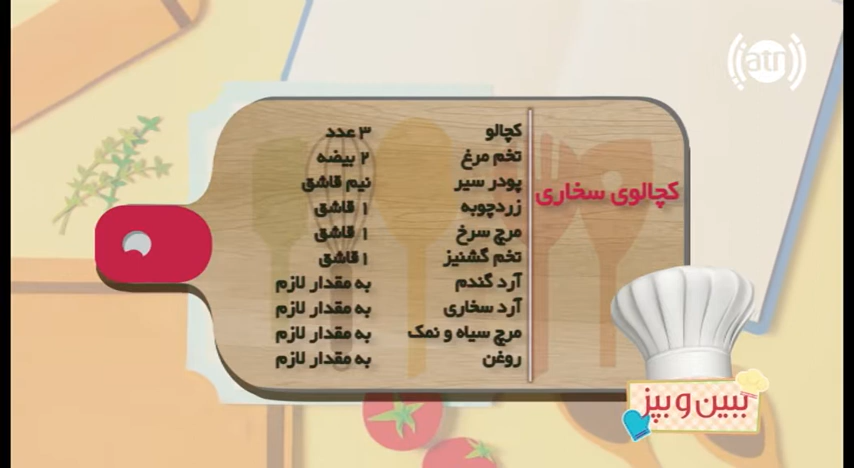 atn
کچالوی سخاری
کچالو ۳ عدد
تخم مرغ ۲ بیضه
پودر سیر نیم قاشق
زردچوبه ۱ قاشق
مرچ سرخ ۱ قاشق
تخم گشنیز ۱ قاشق
آرد گندم به مقدار لازم
آرد سخاری به مقدار لازم
مرچ سیاه و نمک به مقدار لازم
روغن به مقدار لازم
ببین و بپز